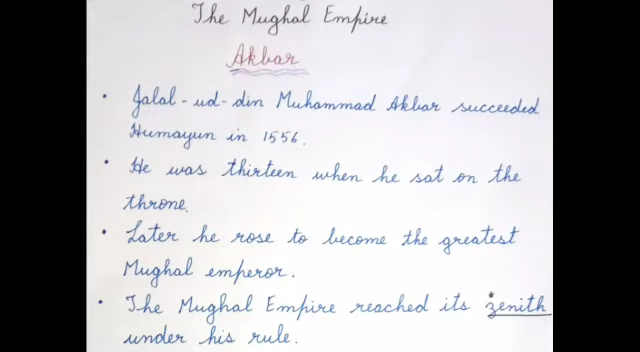 The Mughal Empire
Akbar
• Jalal-ud-din Muhammad Akbar succeeded
Humayun in 1556.
• He was thirteen when he sat on the
throne.
• Later he rose to become the greatest
Mughal emperor.
• The Mughal Empire reached its *zenith
under his rule.